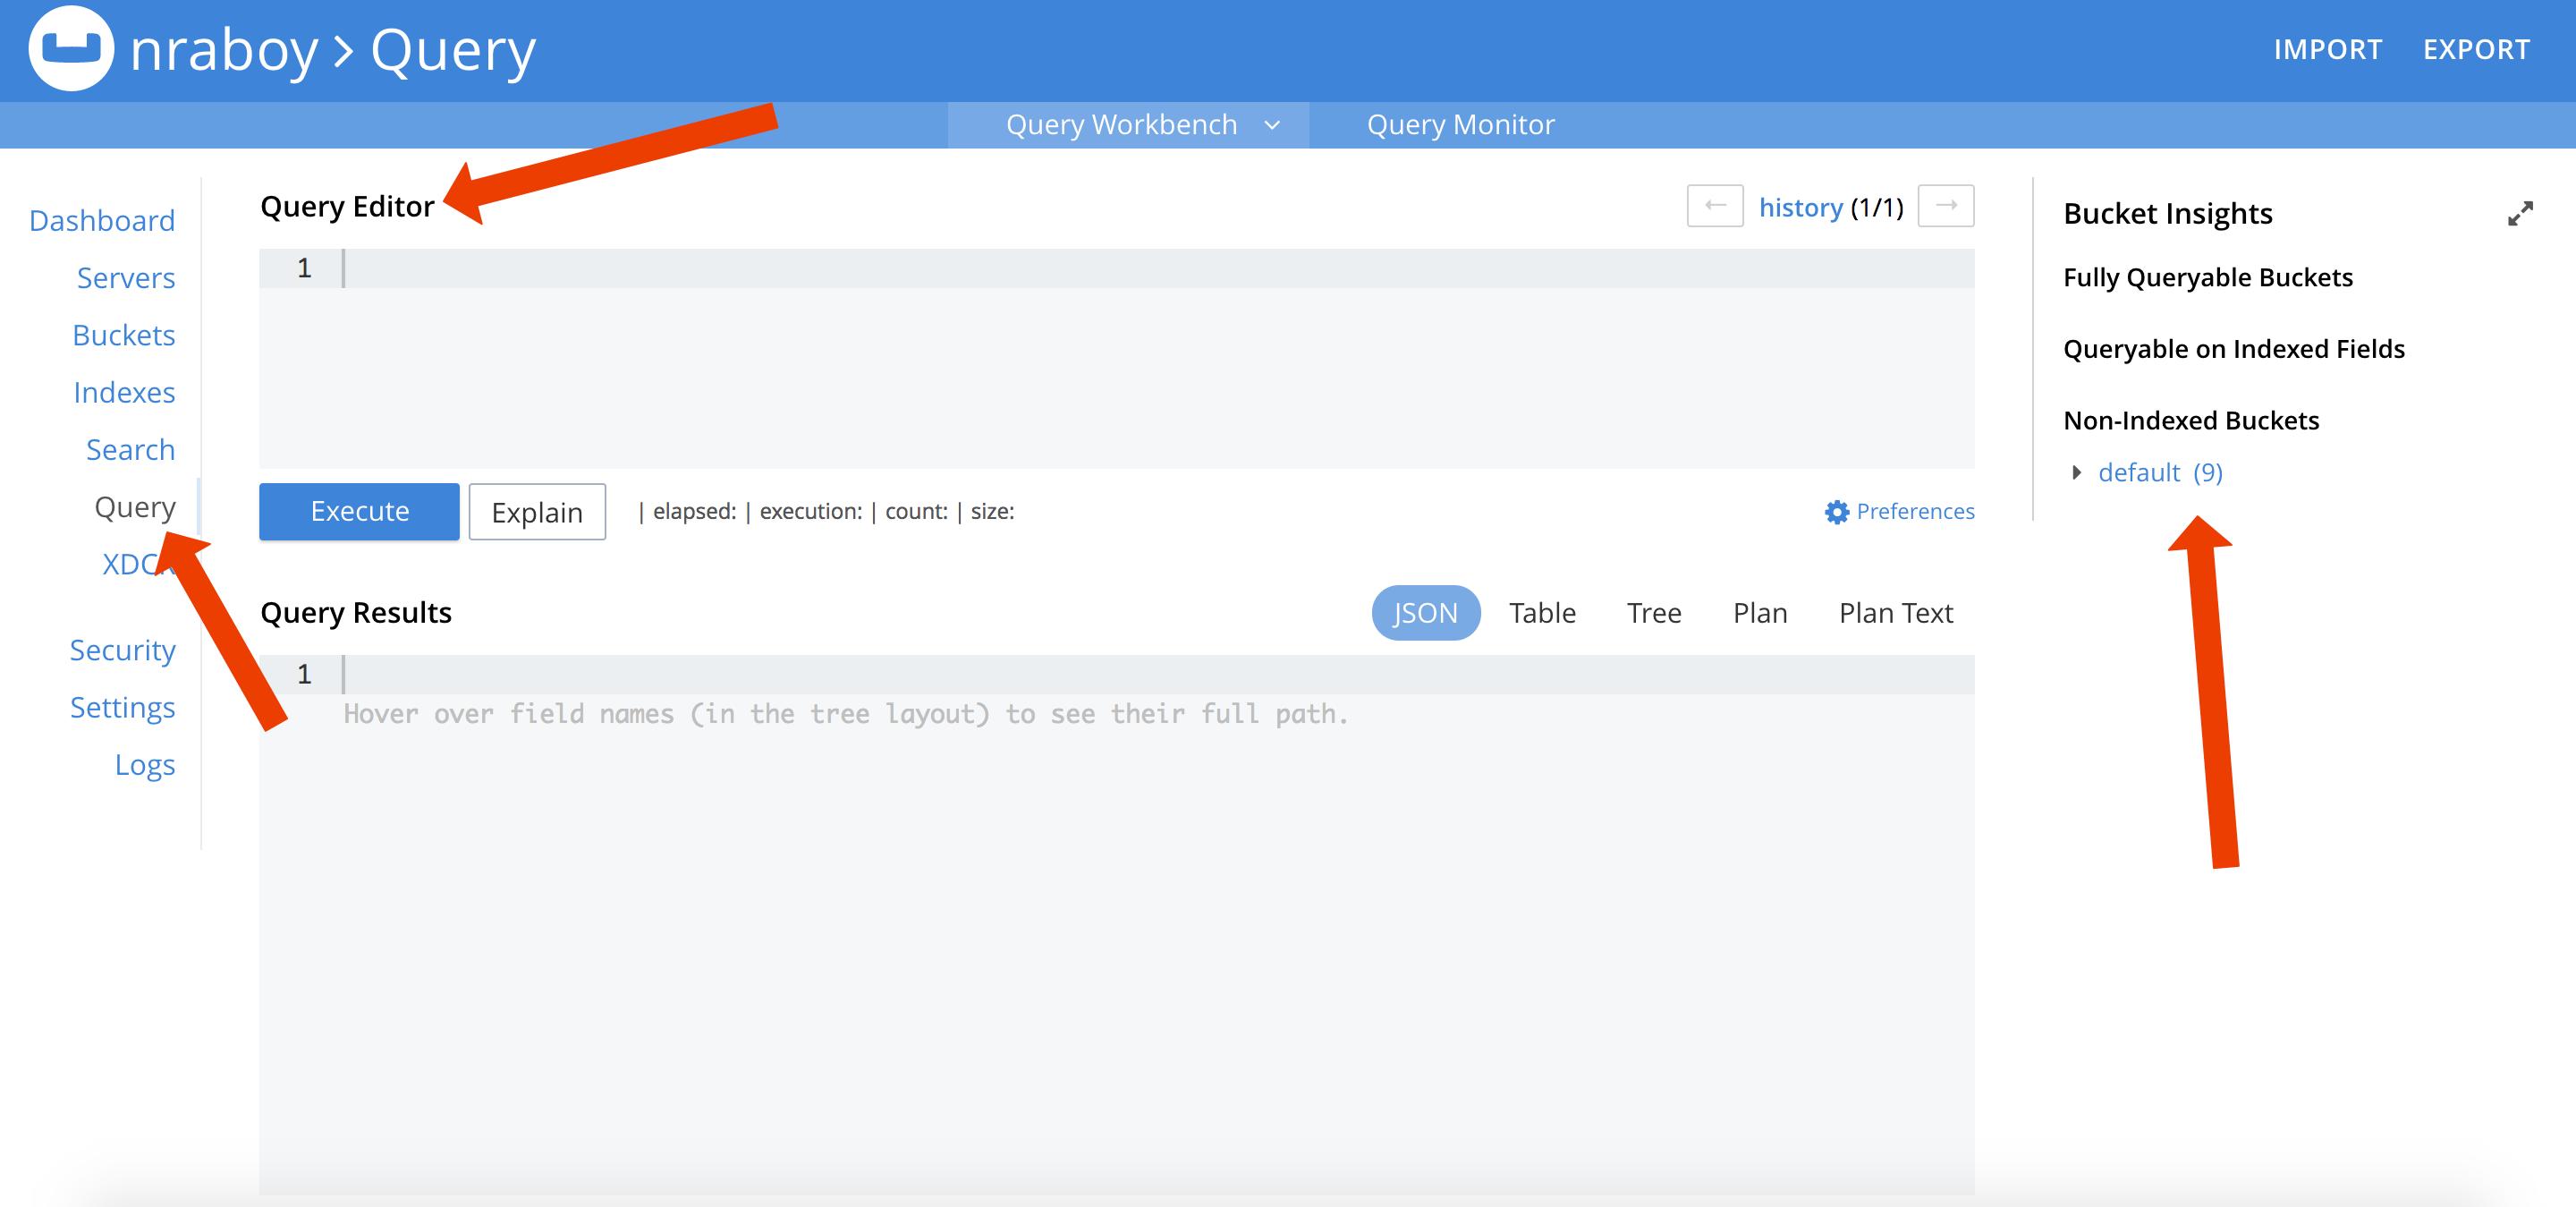 nraboy > Query
IMPORT EXPORT
Query Workbench Query Monitor
Dashboard
Servers
Buckets
Indexes
Search
Query
Security
Settings
Logs
Query Editor
← history (1/1) →
1
Execute Explain | elapsed: | execution: | count: | size: Preferences
Query Results
JSON Table Tree Plan Plan Text
1
Hover over field names (in the tree layout) to see their full path.
Bucket Insights
Fully Queryable Buckets
Queryable on Indexed Fields
Non-Indexed Buckets
default (9)